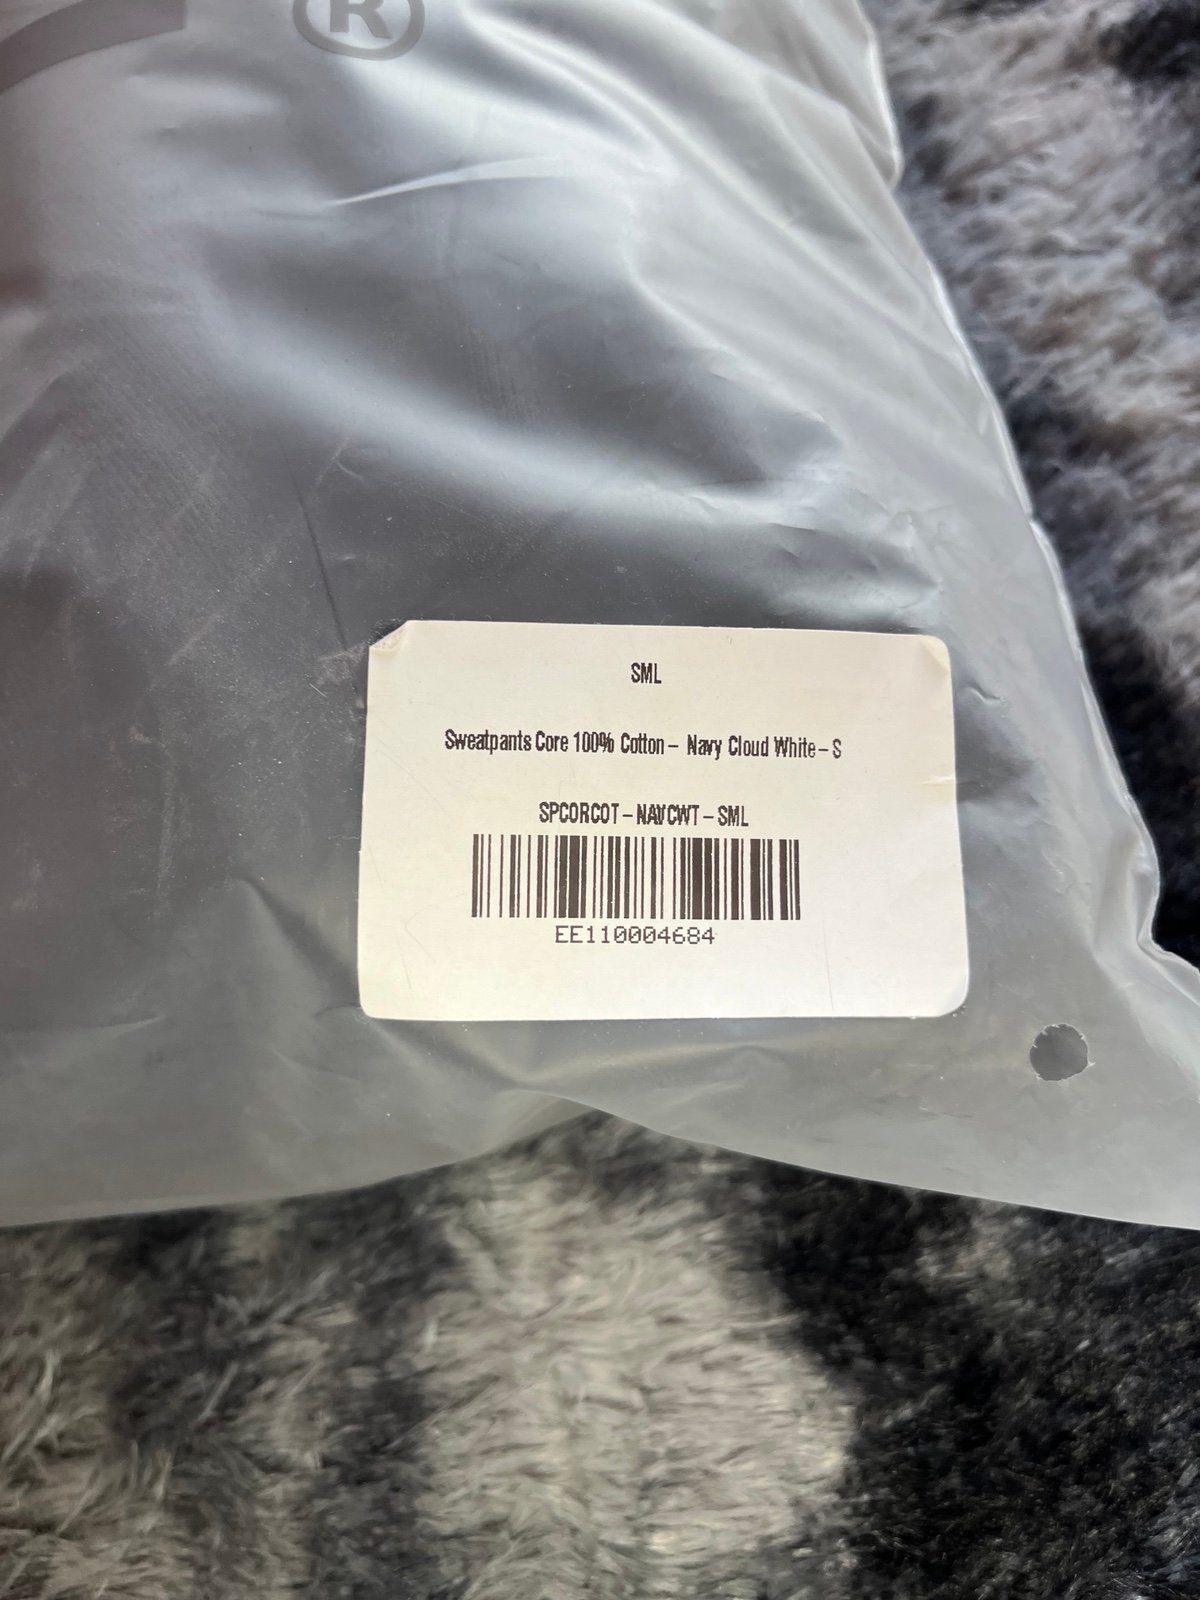 ®
SML
Sweatpants Core 100% Cotton – Navy Cloud White – S
SPCORCOT – NAVCWT – SML
EE110004684